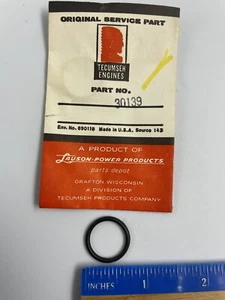 ORIGINAL SERVICE PART
TECUMSEH
ENGINES
PART NO.
30139
Env. No. 690118 Made in U.S.A. Source 143
A PRODUCT OF
LAUSON-POWER PRODUCTS
parts depot
GRAFTON WISCONSIN
A DIVISION OF
TECUMSEH PRODUCTS COMPANY
INCHES 1 2